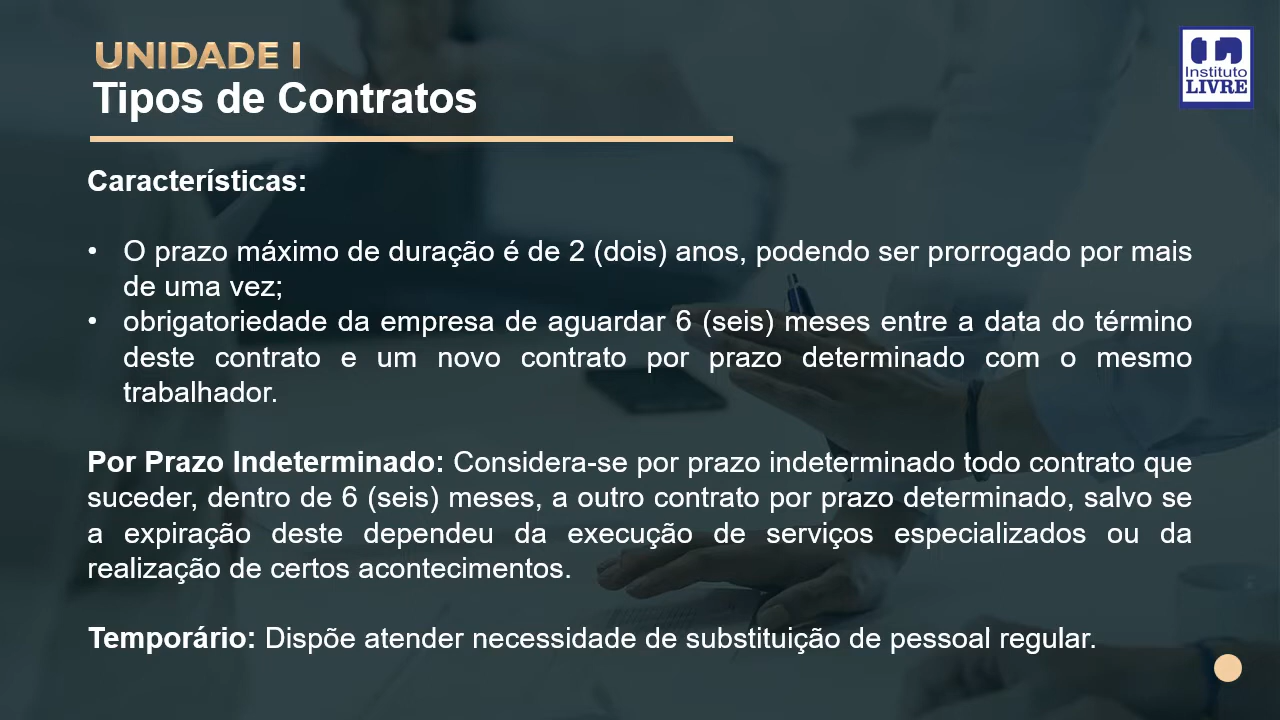 UNIDADE I
Tipos de Contratos
Instituto
LIVRE
Características:
• O prazo máximo de duração é de 2 (dois) anos, podendo ser prorrogado por mais
de uma vez;
• obrigatoriedade da empresa de aguardar 6 (seis) meses entre a data do término
deste contrato e um novo contrato por prazo determinado com o mesmo
trabalhador.
Por Prazo Indeterminado: Considera-se por prazo indeterminado todo contrato que
suceder, dentro de 6 (seis) meses, a outro contrato por prazo determinado, salvo se
a expiração deste dependeu da execução de serviços especializados ou da
realização de certos acontecimentos.
Temporário: Dispõe atender necessidade de substituição de pessoal regular.